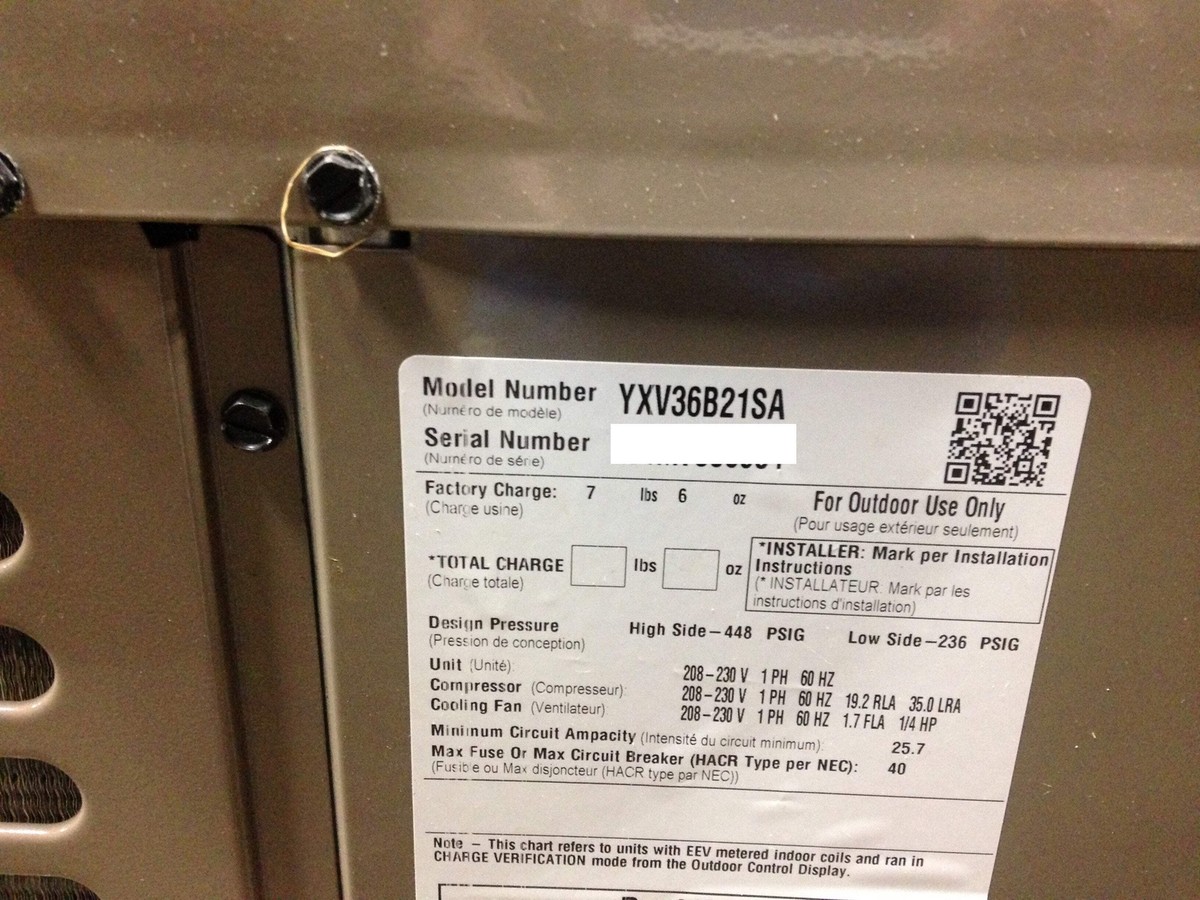 Model Number YXV36B21SA
(Numéro de modèle)
Serial Number
(Numéro de série)
Factory Charge: 7 lbs 6 oz
(Charge usine)
For Outdoor Use Only
(Pour usage extérieur seulement)
*TOTAL CHARGE lbs oz
(Charge totale)
*INSTALLER: Mark per Installation
Instructions
(* INSTALLATEUR. Mark par les
instructions d'installation)
Design Pressure High Side-448 PSIG Low Side-236 PSIG
(Pression de conception)
Unit (Unité): 208-230 V 1 PH 60 HZ
Compressor (Compresseur): 208-230 V 1 PH 60 HZ 19.2 RLA 35.0 LRA
Cooling Fan (Ventilateur) 208-230 V 1 PH 60 HZ 1.7 FLA 1/4 HP
Minimum Circuit Ampacity (Intensité du circuit minimum): 25.7
Max Fuse Or Max Circuit Breaker (HACR Type per NEC): 40
(Fusible ou Max disjoncteur (HACR type par NEC))
Note - This chart refers to units with EEV metered indoor coils and ran in
CHARGE VERIFICATION mode from the Outdoor Control Display.